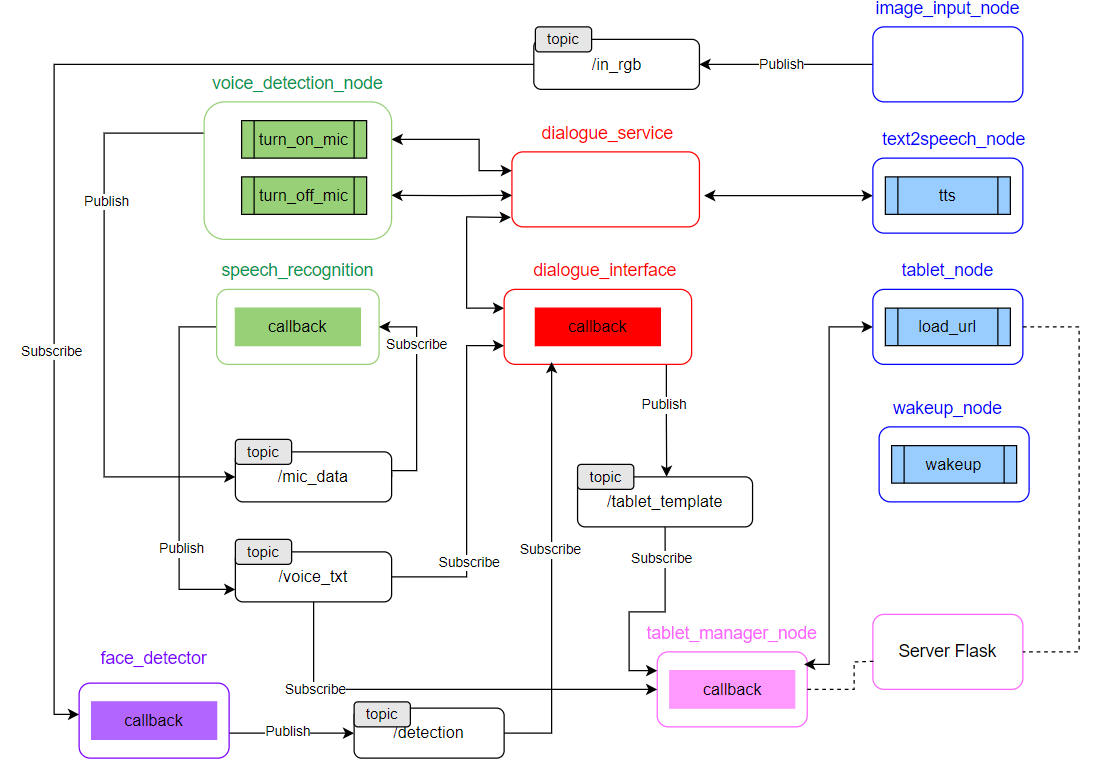 image_input_node
topic
/in_rgb
Publish
voice_detection_node
turn_on_mic
turn_off_mic
dialogue_service
text2speech_node
tts
Publish
speech_recognition
callback
dialogue_interface
callback
tablet_node
load_url
Subscribe
Subscribe
Publish
wakeup_node
wakeup
topic
/mic_data
topic
/tablet_template
Publish
topic
/voice_txt
Subscribe
Subscribe
Subscribe
tablet_manager_node
callback
Server Flask
face_detector
callback
Subscribe
Publish
topic
/detection